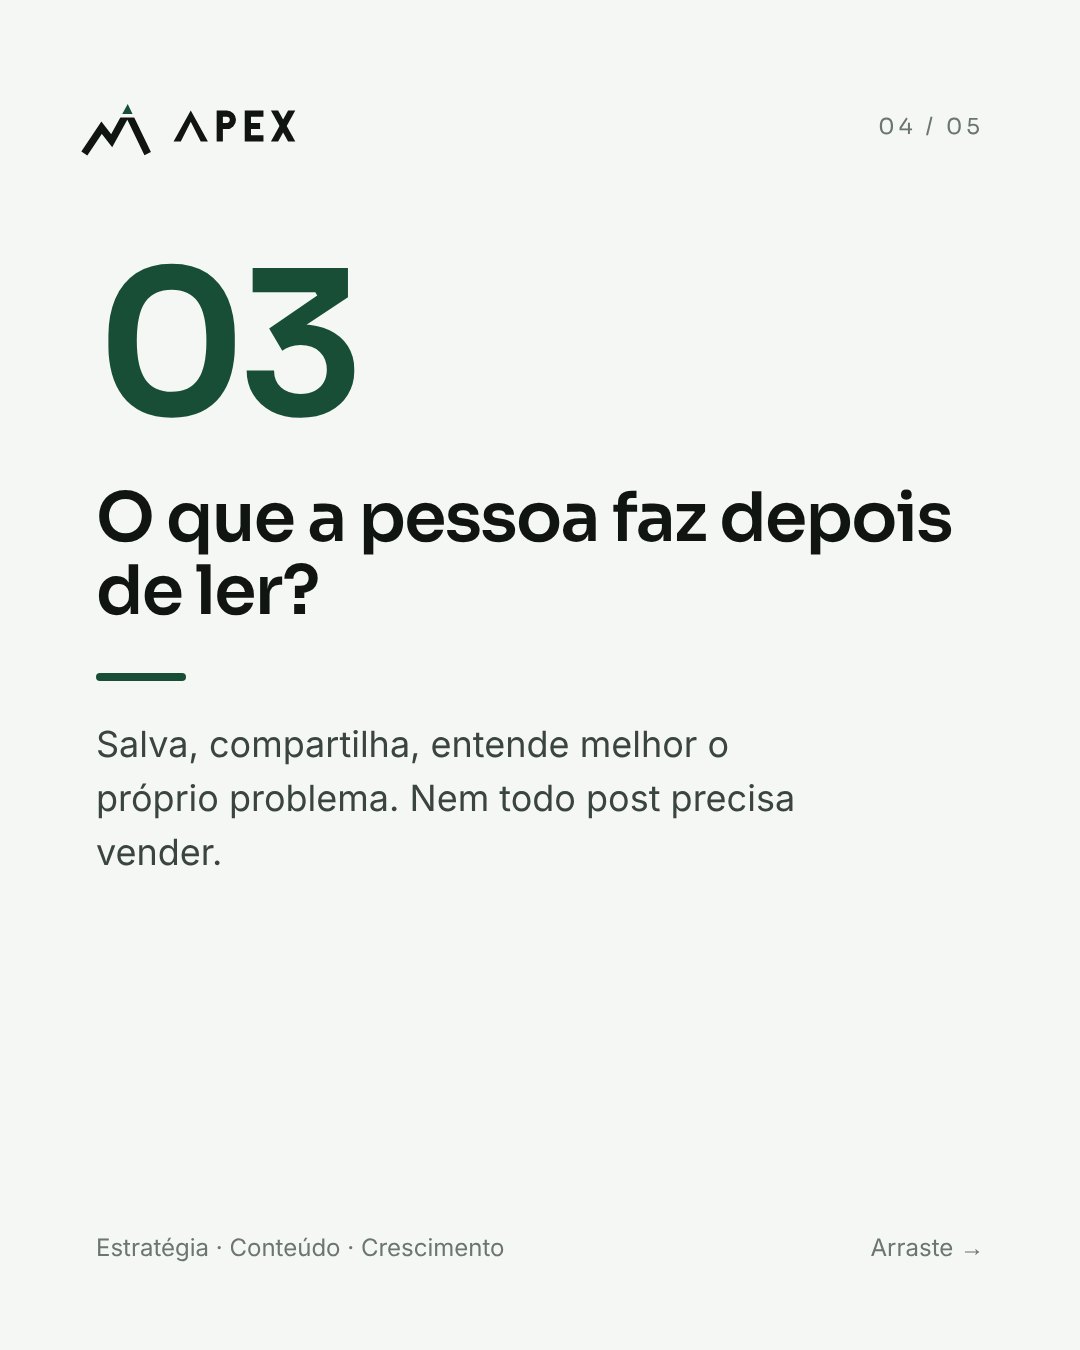 APEX
04 / 05
03
O que a pessoa faz depois
de ler?
Salva, compartilha, entende melhor o
próprio problema. Nem todo post precisa
vender.
Estratégia · Conteúdo · Crescimento
Arraste →